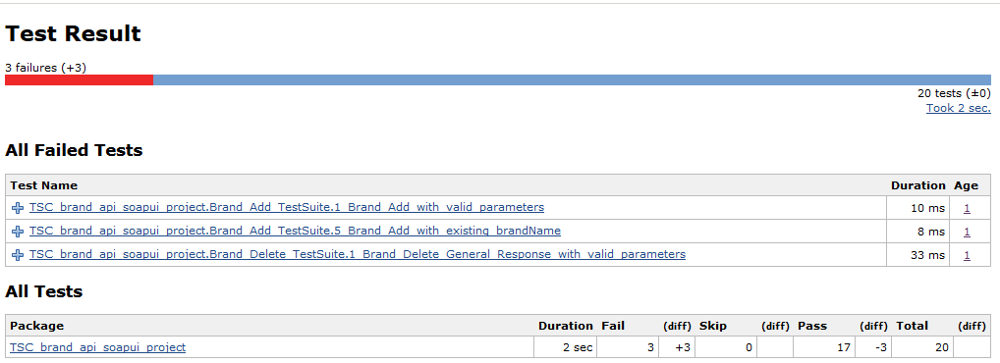 Test Result
3 failures (+3)
20 tests (±0)
Took 2 sec.
All Failed Tests
Test Name Duration Age
TSC_brand_api_soapui_project.Brand_Add_TestSuite.1_Brand_Add_with_valid_parameters 10 ms 1
TSC_brand_api_soapui_project.Brand_Add_TestSuite.5_Brand_Add_with_existing_brandName 8 ms 1
TSC_brand_api_soapui_project.Brand_Delete_TestSuite.1_Brand_Delete_General_Response_with_valid_parameters 33 ms 1
All Tests
Package Duration Fail (diff) Skip (diff) Pass (diff) Total (diff)
TSC_brand_api_soapui_project 2 sec 3 +3 0 17 -3 20